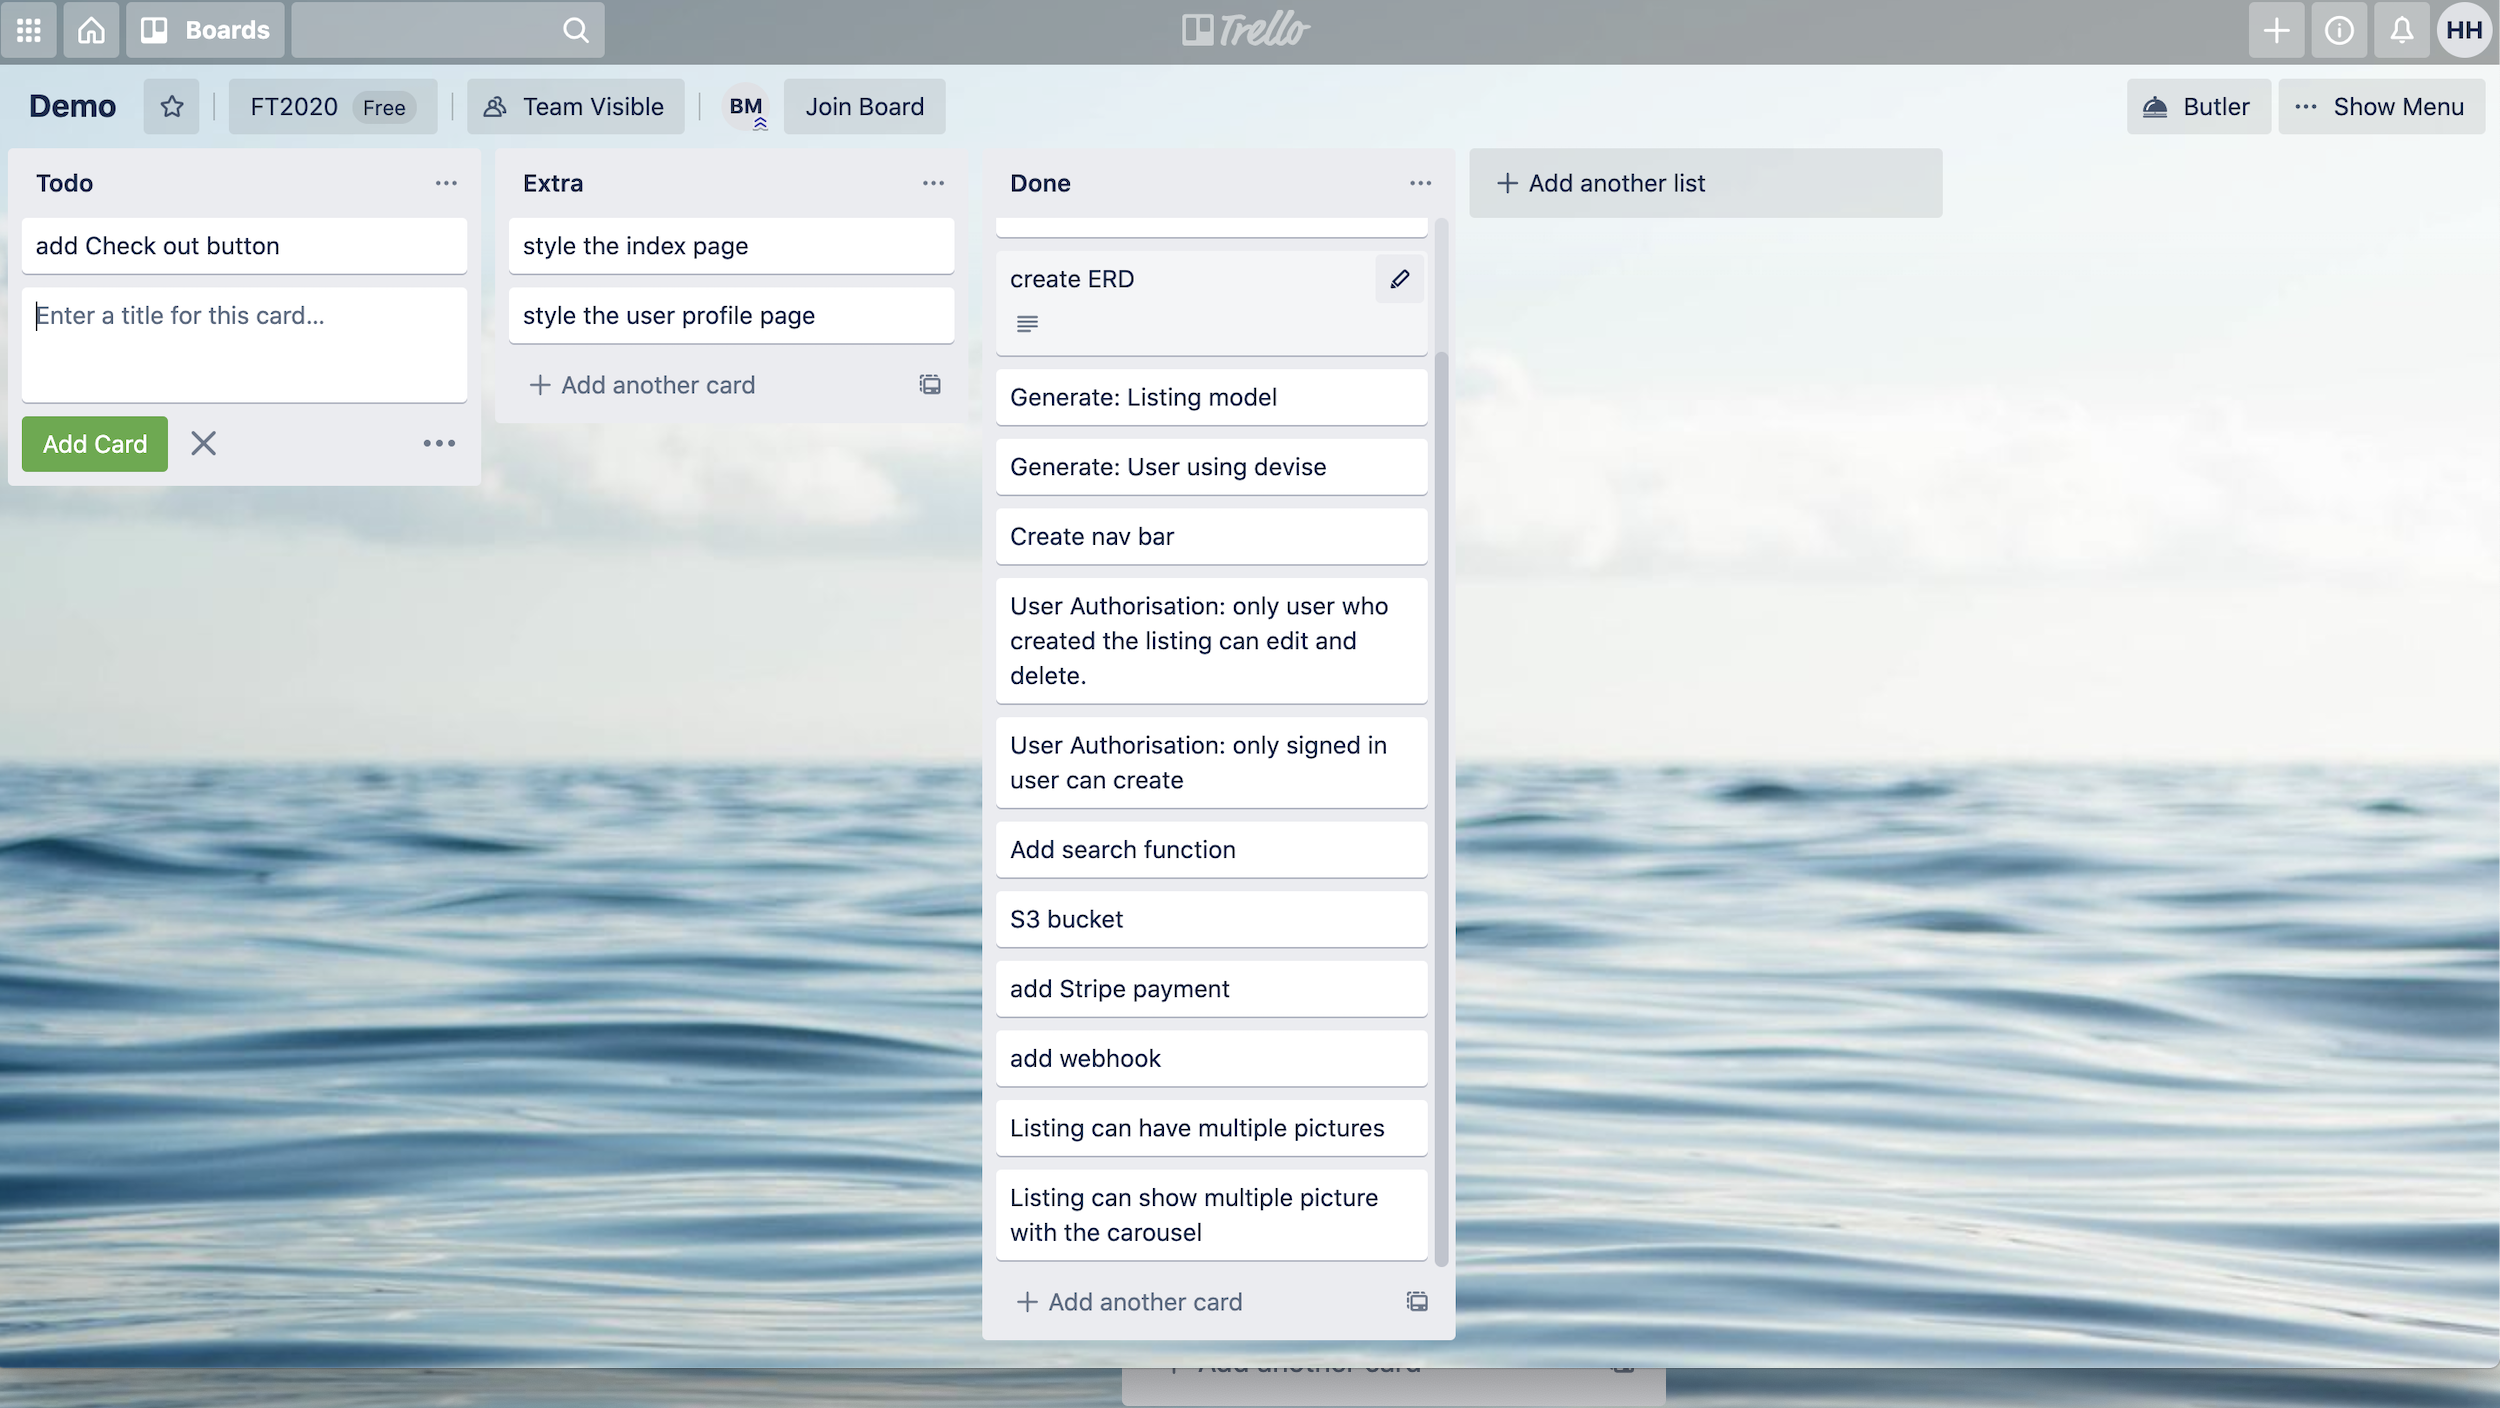 Boards
Trello
HH
Demo
FT2020 Free
Team Visible
BM
Join Board
Butler
... Show Menu
Todo
add Check out button
Enter a title for this card...
Add Card
Extra
style the index page
style the user profile page
+ Add another card
Done
create ERD
Generate: Listing model
Generate: User using devise
Create nav bar
User Authorisation: only user who
created the listing can edit and
delete.
User Authorisation: only signed in
user can create
Add search function
S3 bucket
add Stripe payment
add webhook
Listing can have multiple pictures
Listing can show multiple picture
with the carousel
+ Add another card
+ Add another list
Add another card